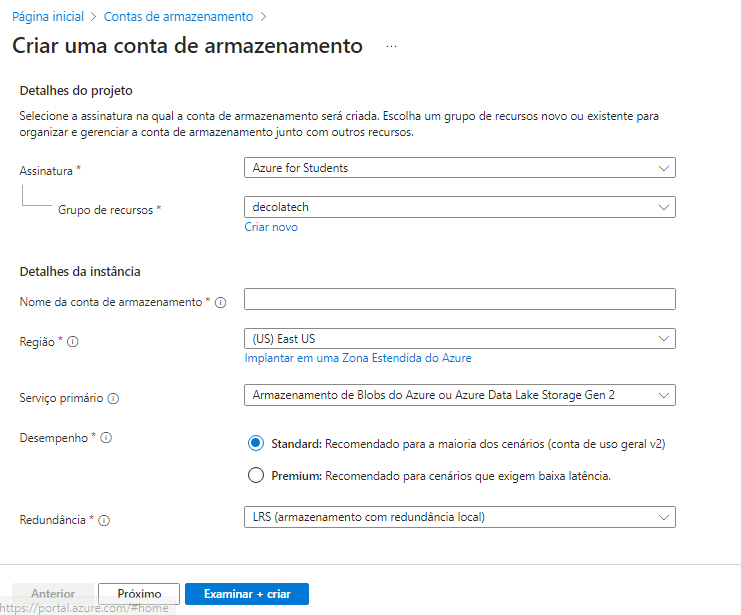 Página inicial > Contas de armazenamento >
Criar uma conta de armazenamento ...
Detalhes do projeto
Selecione a assinatura na qual a conta de armazenamento será criada. Escolha um grupo de recursos novo ou existente para
organizar e gerenciar a conta de armazenamento junto com outros recursos.
Assinatura *
Azure for Students
Grupo de recursos *
decolatech
Criar novo
Detalhes da instância
Nome da conta de armazenamento *
Região *
(US) East US
Implantar em uma Zona Estendida do Azure
Serviço primário
Armazenamento de Blobs do Azure ou Azure Data Lake Storage Gen 2
Desempenho *
Standard: Recomendado para a maioria dos cenários (conta de uso geral v2)
Premium: Recomendado para cenários que exigem baixa latência.
Redundância *
LRS (armazenamento com redundância local)
Anterior Próximo Examinar + criar
https://portal.azure.com/#home